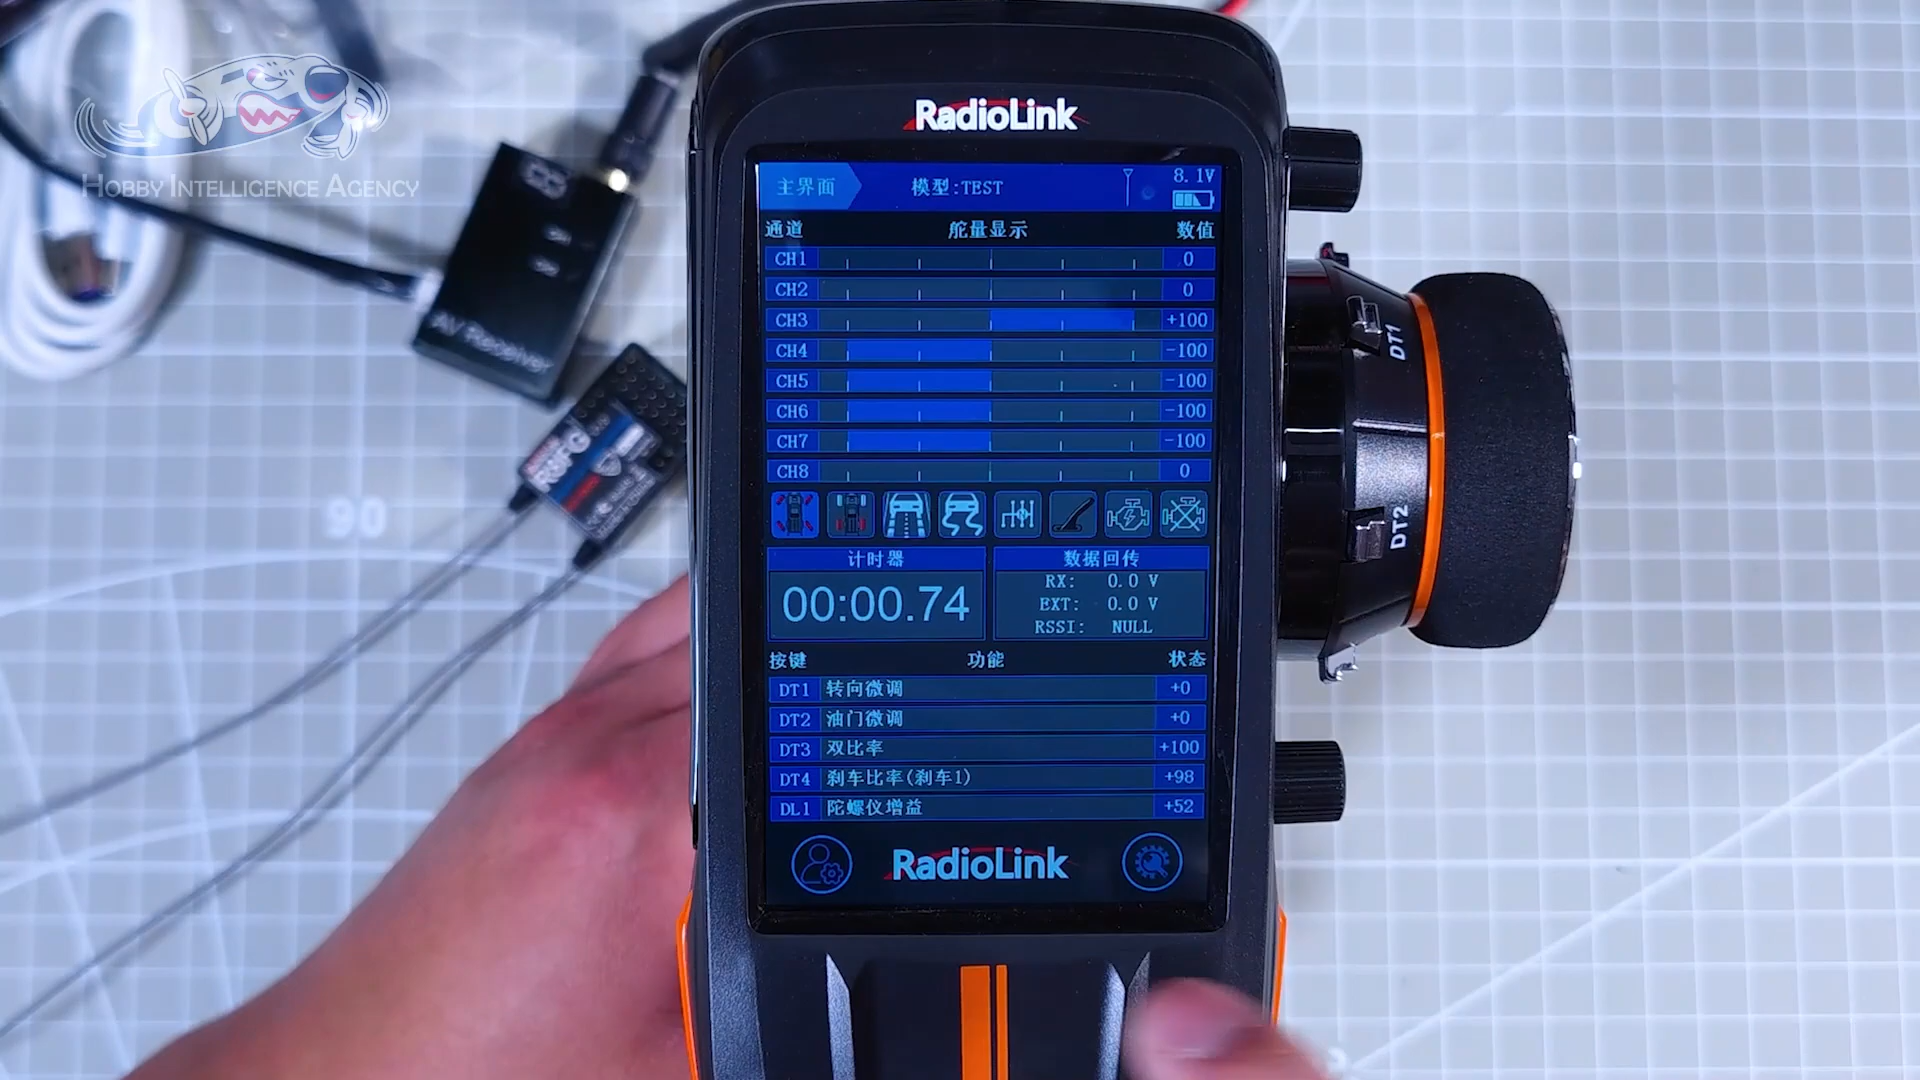 HOBBY INTELLIGENCE AGENCY
RadioLink
主界面 模型:TEST 8.1V
通道 舵量显示 数值
CH1 0
CH2 0
CH3 +100
CH4 -100
CH5 -100
CH6 -100
CH7 -100
CH8 0
计时器 数据回传
00:00.74
RX: 0.0 V
EXT: 0.0 V
RSSI: NULL
按键 功能 状态
DT1 转向微调 +0
DT2 油门微调 +0
DT3 双比率 +100
DT4 刹车比率(刹车1) +98
DL1 陀螺仪增益 +52
RadioLink
DT1
DT2
AV Receiver
R8FG
90